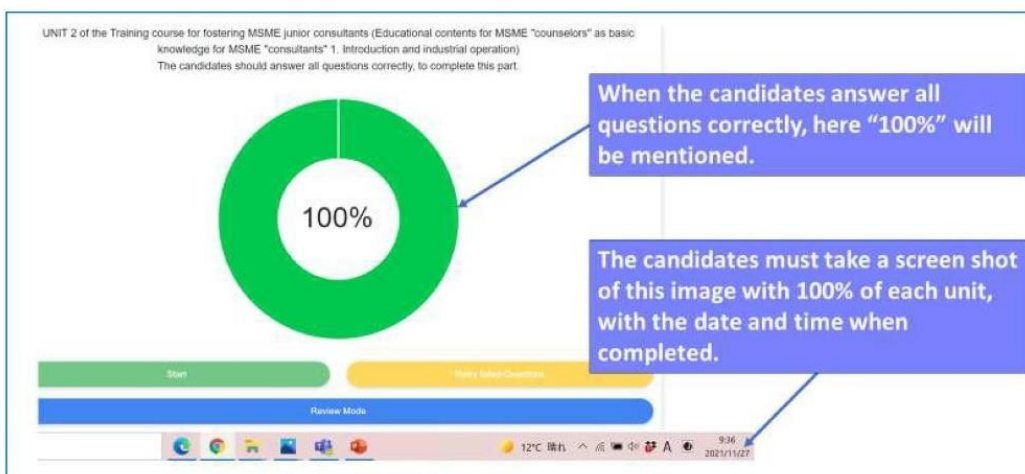 UNIT 2 of the Training course for fostering MSME junior consultants (Educational contents for MSME "counselors" as basic
knowledge for MSME "consultants" 1. Introduction and industrial operation)
The candidates should answer all questions correctly, to complete this part.
When the candidates answer all
questions correctly, here “100%” will
be mentioned.
100%
The candidates must take a screen shot
of this image with 100% of each unit,
with the date and time when
completed.
Start
Retry failed Questions
Review Mode
12°C 晴れ
A
9:36
2021/11/27